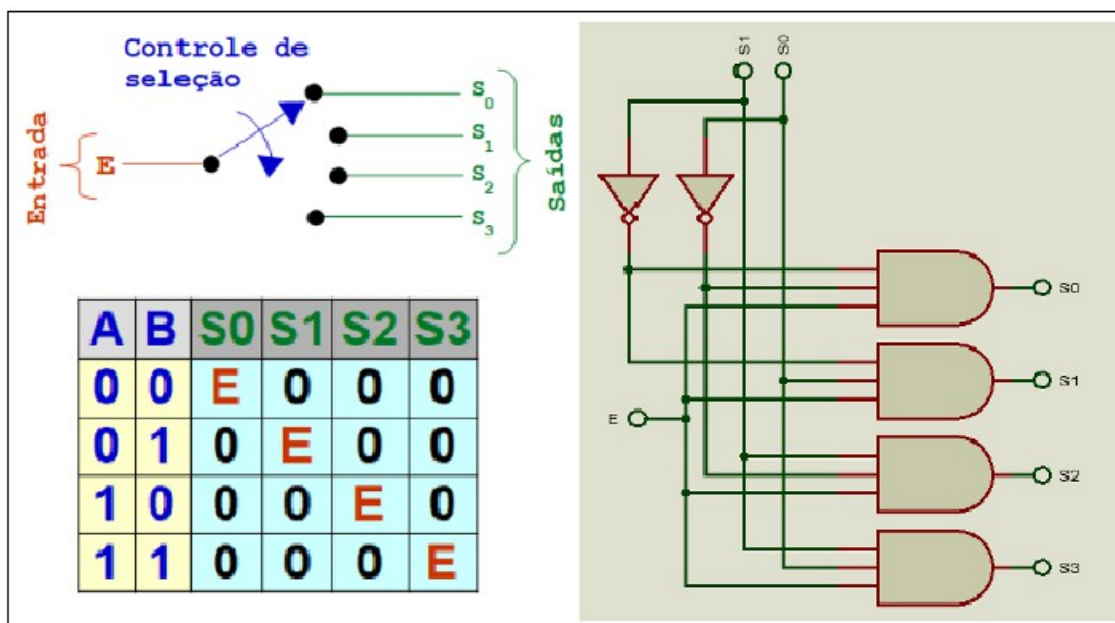 Controle de
seleção
Entrada
E
S0
S1
S2
S3
Saídas
A B S0 S1 S2 S3
0 0 E 0 0 0
0 1 0 E 0 0
1 0 0 0 E 0
1 1 0 0 0 E
S1
S0
S0
S1
E
S2
S3